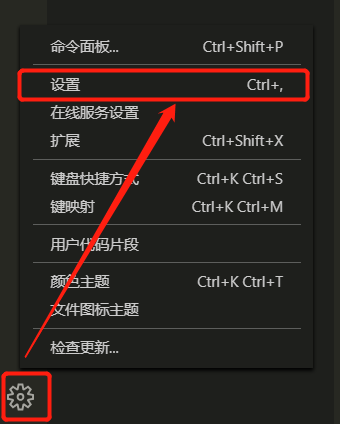 命令面板... Ctrl+Shift+P
设置 Ctrl+,
在线服务设置
扩展 Ctrl+Shift+X
键盘快捷方式 Ctrl+K Ctrl+S
键映射 Ctrl+K Ctrl+M
用户代码片段
颜色主题 Ctrl+K Ctrl+T
文件图标主题
检查更新...